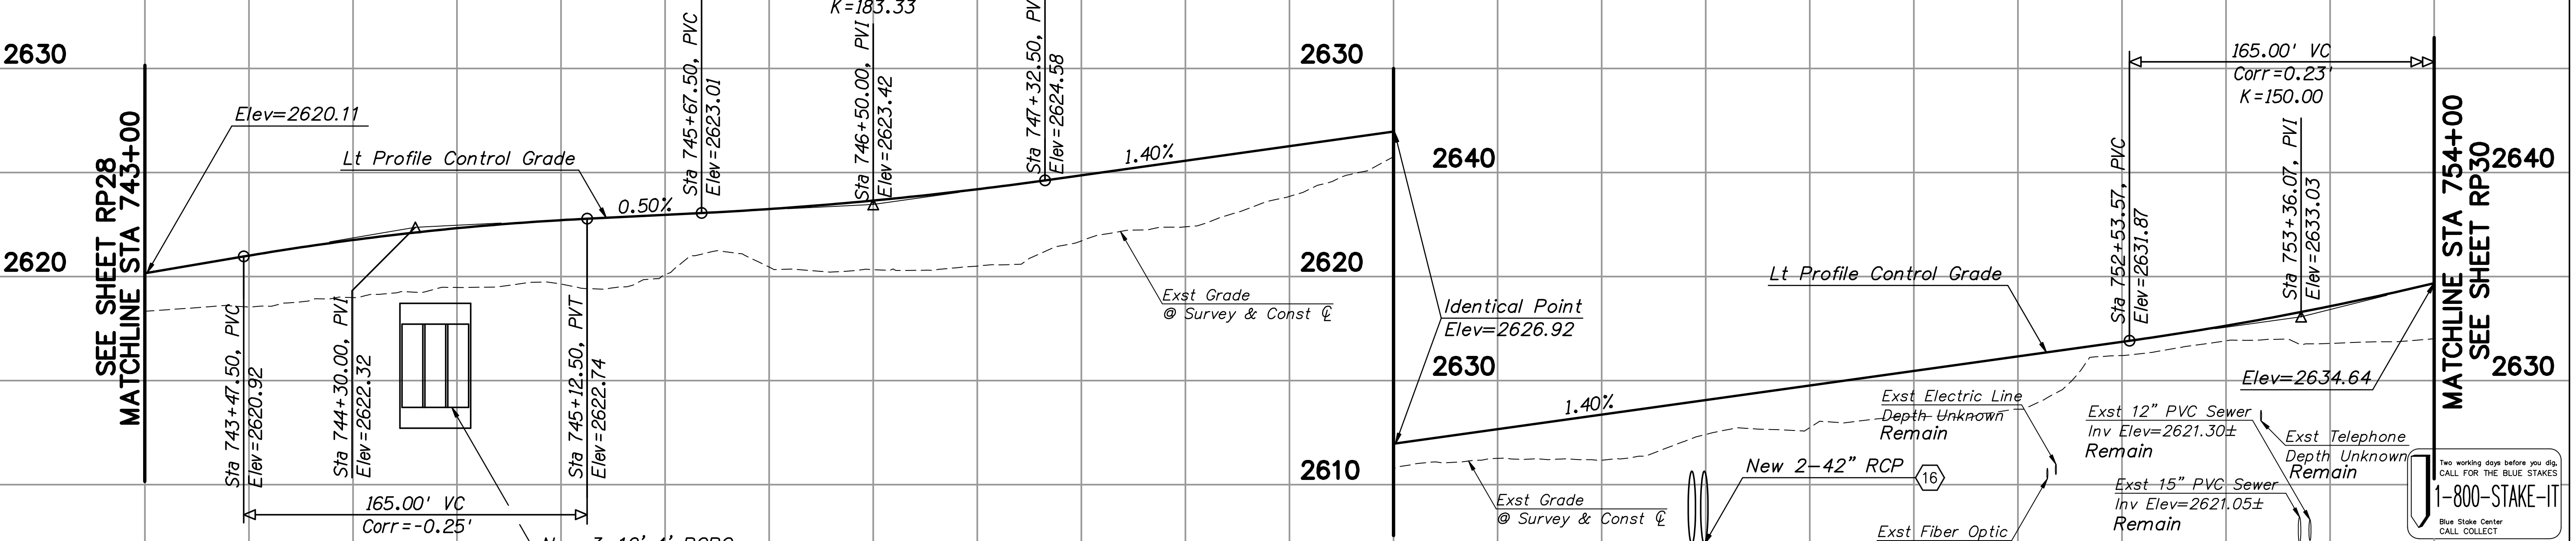 2630
2620
SEE SHEET RP28
MATCHLINE STA 743+00
Elev=2620.11
Lt Profile Control Grade
Sta 743+47.50, PVC
Elev=2620.92
Sta 744+30.00, PVI
Elev=2622.32
165.00' VC
Corr=-0.25'
Sta 745+12.50, PVT
Elev=2622.74
0.50%
Sta 745+67.50, PVC
Elev=2623.01
K=183.33
Sta 746+50.00, PVI
Elev=2623.42
Sta 747+32.50, PV
Elev=2624.58
1.40%
Exst Grade
@ Survey & Const ℄
2630
2620
2610
2640
2630
Identical Point
Elev=2626.92
1.40%
Exst Grade
@ Survey & Const ℄
New 2-42" RCP
16
Lt Profile Control Grade
Exst Electric Line
Depth Unknown
Remain
Exst Fiber Optic
Sta 752+53.57, PVC
Elev=2631.87
165.00' VC
Corr=0.23'
K=150.00
Sta 753+36.07, PVI
Elev=2633.03
Elev=2634.64
Exst 12" PVC Sewer
Inv Elev=2621.30±
Remain
Exst Telephone
Depth Unknown
Remain
Exst 15" PVC Sewer
Inv Elev=2621.05±
Remain
MATCHLINE STA 754+00
SEE SHEET RP30
2640
2630
Two working days before you dig,
CALL FOR THE BLUE STAKES
1-800-STAKE-IT
Blue Stake Center
CALL COLLECT